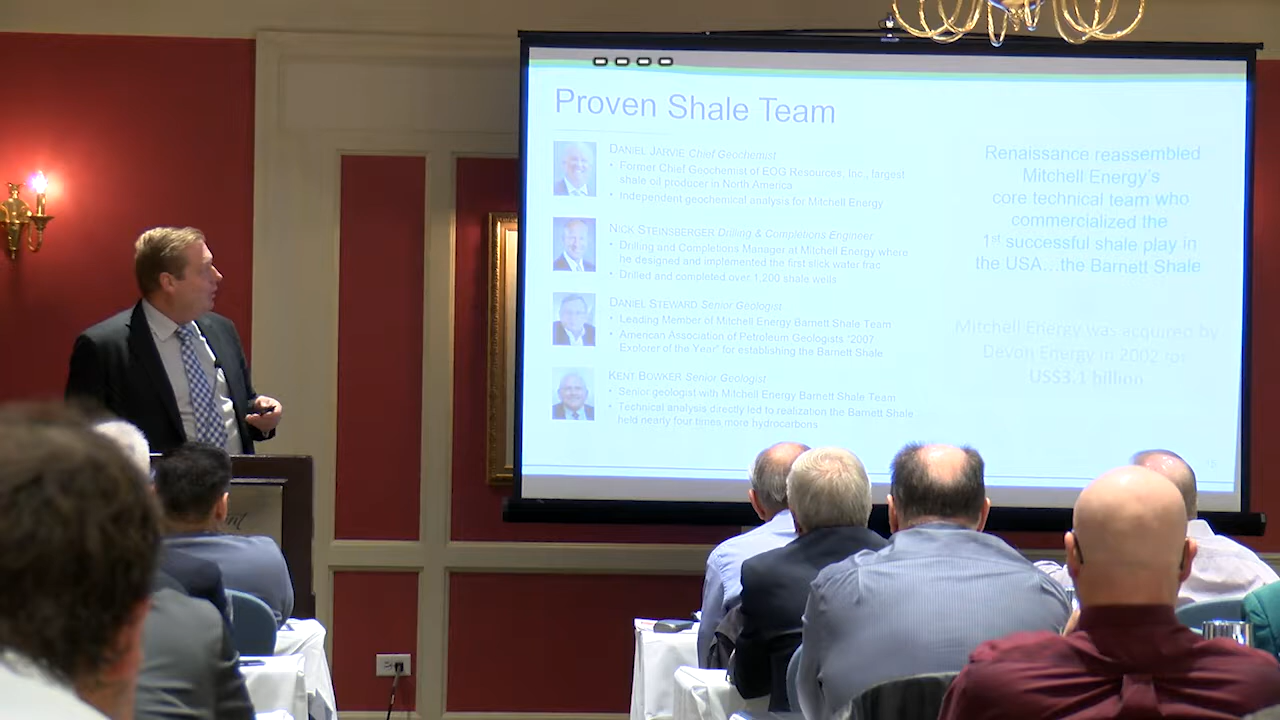 Proven Shale Team
DANIEL JARVIE Chief Geochemist
• Former Chief Geochemist of EOG Resources, Inc., largest
shale oil producer in North America
• Independent geochemical analysis for Mitchell Energy
NICK STEINSBERGER Drilling & Completions Engineer
• Drilling and Completions Manager at Mitchell Energy where
he designed and implemented the first slick water frac
• Drilled and completed over 1,200 shale wells
DANIEL STEWARD Senior Geologist
• Leading Member of Mitchell Energy Barnett Shale Team
• American Association of Petroleum Geologists "2007
Explorer of the Year" for establishing the Barnett Shale
KENT BOWKER Senior Geologist
• Senior geologist with Mitchell Energy Barnett Shale Team
• Technical analysis directly led to realization the Barnett Shale
held nearly four times more hydrocarbons
Renaissance reassembled
Mitchell Energy's
core technical team who
commercialized the
1st successful shale play in
the USA...the Barnett Shale
Mitchell Energy was acquired by
Devon Energy in 2002 for
US$3.1 billion